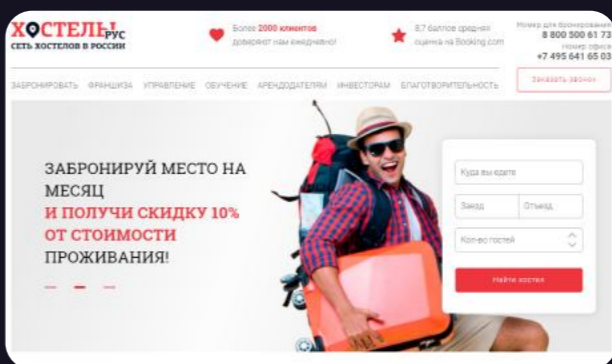 ХОСТЕЛЫ РУС
СЕТЬ ХОСТЕЛОВ В РОССИИ
Более 2000 клиентов
доверяют нам ежедневно!
8,7 баллов средняя
оценка на Booking.com
Номер для бронирования
8 800 500 61 73
Номер офиса
+7 495 641 65 03
Заказать звонок
ЗАБРОНИРОВАТЬ ФРАНШИЗА УПРАВЛЕНИЕ ОБУЧЕНИЕ АРЕНДОДАТЕЛЯМ ИНВЕСТОРАМ БЛАГОТВОРИТЕЛЬНОСТЬ
ЗАБРОНИРУЙ МЕСТО НА
МЕСЯЦ
И ПОЛУЧИ СКИДКУ 10%
ОТ СТОИМОСТИ
ПРОЖИВАНИЯ!
Куда вы едете
Заезд Отъезд
Кол-во гостей
Найти хостел